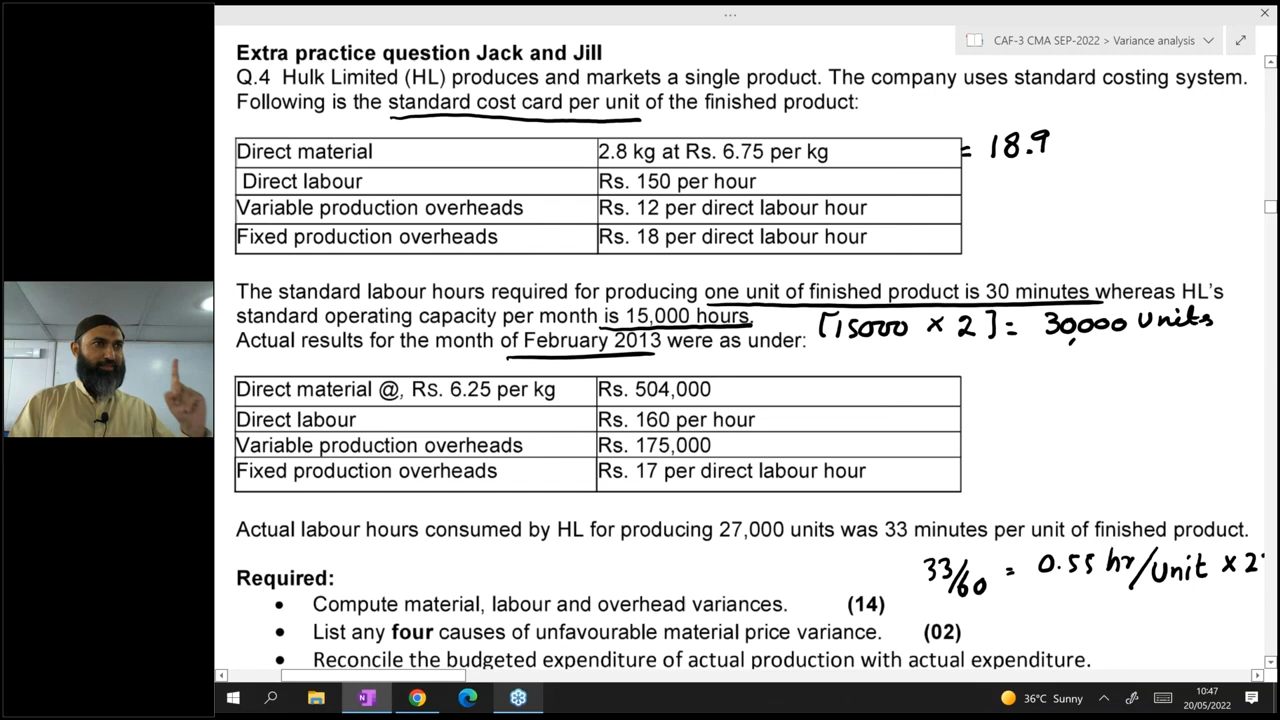 CAF-3 CMA SEP-2022 > Variance analysis
Extra practice question Jack and Jill
Q.4 Hulk Limited (HL) produces and markets a single product. The company uses standard costing system.
Following is the standard cost card per unit of the finished product:
Direct material 2.8 kg at Rs. 6.75 per kg = 18.9
Direct labour Rs. 150 per hour
Variable production overheads Rs. 12 per direct labour hour
Fixed production overheads Rs. 18 per direct labour hour
The standard labour hours required for producing one unit of finished product is 30 minutes whereas HL's
standard operating capacity per month is 15,000 hours. [15000 × 2] = 30,000 units
Actual results for the month of February 2013 were as under:
Direct material @, Rs. 6.25 per kg Rs. 504,000
Direct labour Rs. 160 per hour
Variable production overheads Rs. 175,000
Fixed production overheads Rs. 17 per direct labour hour
Actual labour hours consumed by HL for producing 27,000 units was 33 minutes per unit of finished product.
33/60 = 0.55 hr/unit × 2
Required:
• Compute material, labour and overhead variances. (14)
• List any four causes of unfavourable material price variance. (02)
• Reconcile the budgeted expenditure of actual production with actual expenditure.
36°C Sunny
10:47
20/05/2022